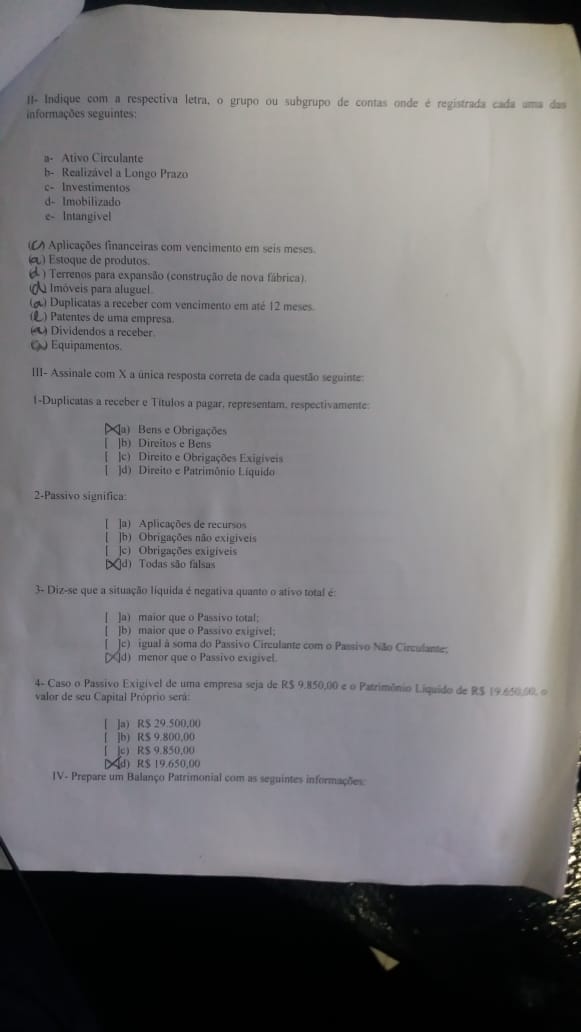 II- Indique com a respectiva letra, o grupo ou subgrupo de contas onde é registrada cada uma das
informações seguintes:
a- Ativo Circulante
b- Realizável a Longo Prazo
c- Investimentos
d- Imobilizado
e- Intangível
(C) Aplicações financeiras com vencimento em seis meses.
(a) Estoque de produtos.
(d) Terrenos para expansão (construção de nova fábrica).
( ) Imóveis para aluguel.
(a) Duplicatas a receber com vencimento em até 12 meses.
(e) Patentes de uma empresa.
(a) Dividendos a receber.
( ) Equipamentos.
III- Assinale com X a única resposta correta de cada questão seguinte:
1-Duplicatas a receber e Títulos a pagar, representam, respectivamente:
[X]a) Bens e Obrigações
[ ]b) Direitos e Bens
[ ]c) Direito e Obrigações Exigíveis
[ ]d) Direito e Patrimônio Líquido
2-Passivo significa:
[ ]a) Aplicações de recursos
[ ]b) Obrigações não exigíveis
[ ]c) Obrigações exigíveis
[X]d) Todas são falsas
3- Diz-se que a situação líquida é negativa quanto o ativo total é:
[ ]a) maior que o Passivo total;
[ ]b) maior que o Passivo exigível;
[ ]c) igual à soma do Passivo Circulante com o Passivo Não Circulante;
[X]d) menor que o Passivo exigível.
4- Caso o Passivo Exigível de uma empresa seja de R$ 9.850,00 e o Patrimônio Líquido de R$ 19.650,00, o
valor de seu Capital Próprio será:
[ ]a) R$ 29.500,00
[ ]b) R$ 9.800,00
[ ]c) R$ 9.850,00
[X]d) R$ 19.650,00
IV- Prepare um Balanço Patrimonial com as seguintes informações: